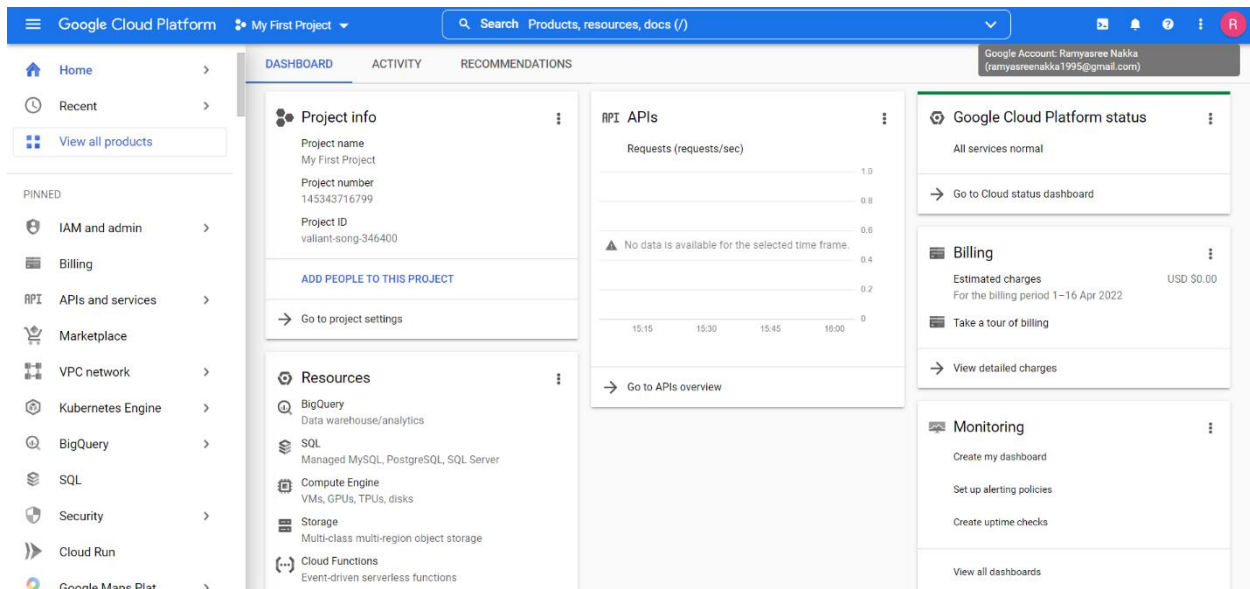 Google Cloud Platform
My First Project
Search Products, resources, docs (/)
?
R
Google Account: Ramyasree Nakka
(ramyasreenakka1995@gmail.com)
Home
Recent
View all products
PINNED
IAM and admin
Billing
API APIs and services
Marketplace
VPC network
Kubernetes Engine
BigQuery
SQL
Security
Cloud Run
Google Maps Plat
DASHBOARD
ACTIVITY
RECOMMENDATIONS
Project info
Project name
My First Project
Project number
145343716799
Project ID
valiant-song-346400
ADD PEOPLE TO THIS PROJECT
Go to project settings
Resources
BigQuery
Data warehouse/analytics
SQL
Managed MySQL, PostgreSQL, SQL Server
Compute Engine
VMs, GPUs, TPUs, disks
Storage
Multi-class multi-region object storage
Cloud Functions
Event-driven serverless functions
API APIs
Requests (requests/sec)
1.0
0.8
0.6
No data is available for the selected time frame.
0.4
0.2
0
15:15 15:30 15:45 16:00
Go to APIs overview
Google Cloud Platform status
All services normal
Go to Cloud status dashboard
Billing
Estimated charges USD $0.00
For the billing period 1–16 Apr 2022
Take a tour of billing
View detailed charges
Monitoring
Create my dashboard
Set up alerting policies
Create uptime checks
View all dashboards